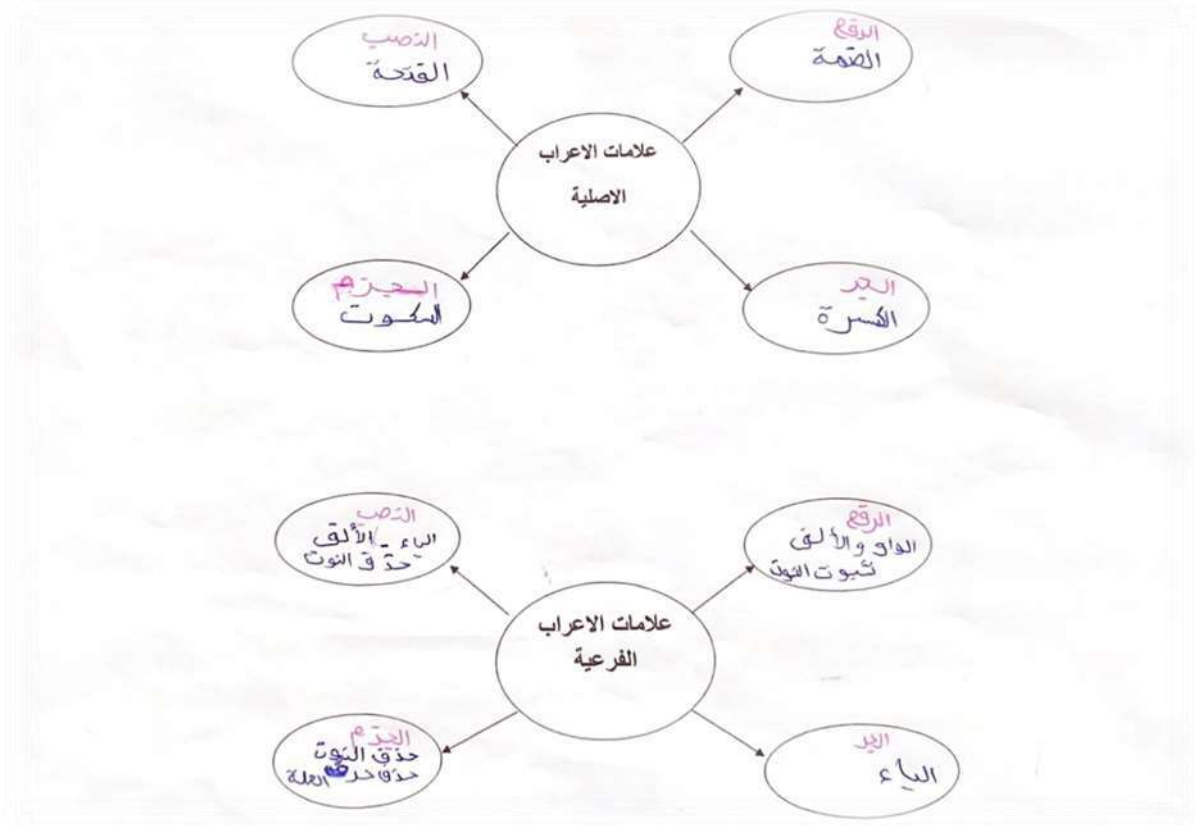 الرفع
الضمة
النصب
الفتحة
علامات الاعراب
الاصلية
الجر
الكسرة
الجزم
السكون
الرفع
الواو والألف
ثبوت النون
النصب
الياء - الألف
حذف النون
علامات الاعراب
الفرعية
الجر
الياء
الجزم
حذف النون
حذف حرف العلة